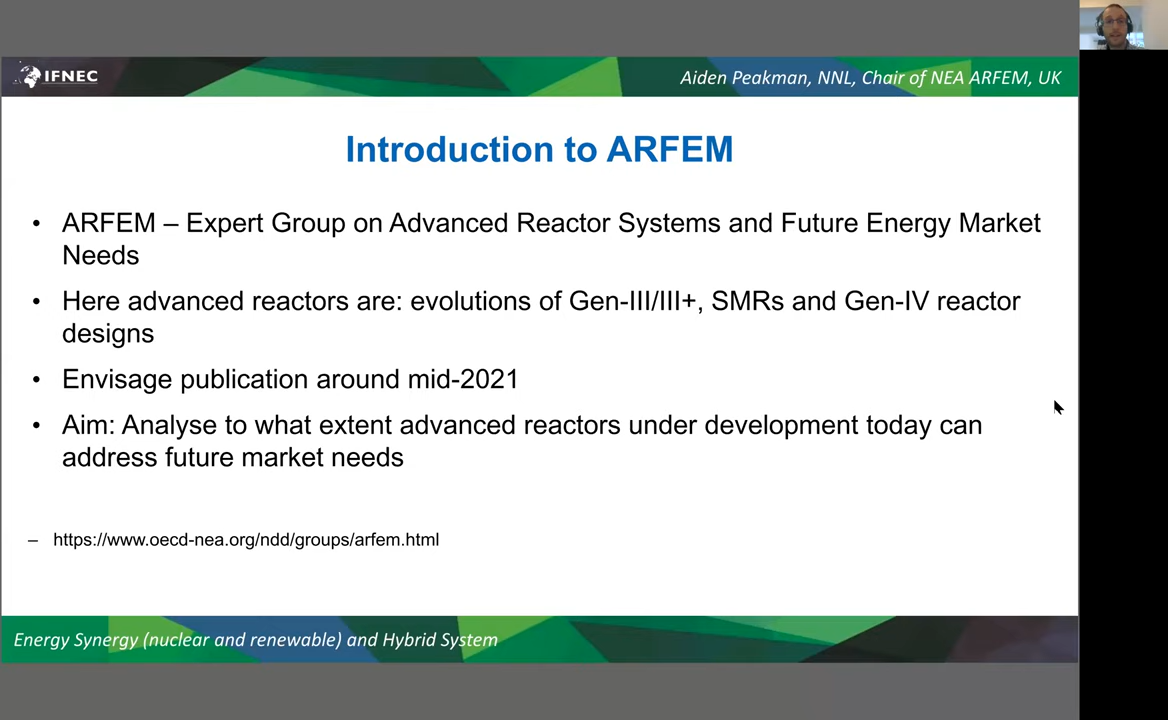 IFNEC
Aiden Peakman, NNL, Chair of NEA ARFEM, UK
Introduction to ARFEM
• ARFEM – Expert Group on Advanced Reactor Systems and Future Energy Market
Needs
• Here advanced reactors are: evolutions of Gen-III/III+, SMRs and Gen-IV reactor
designs
• Envisage publication around mid-2021
• Aim: Analyse to what extent advanced reactors under development today can
address future market needs
– https://www.oecd-nea.org/ndd/groups/arfem.html
Energy Synergy (nuclear and renewable) and Hybrid System